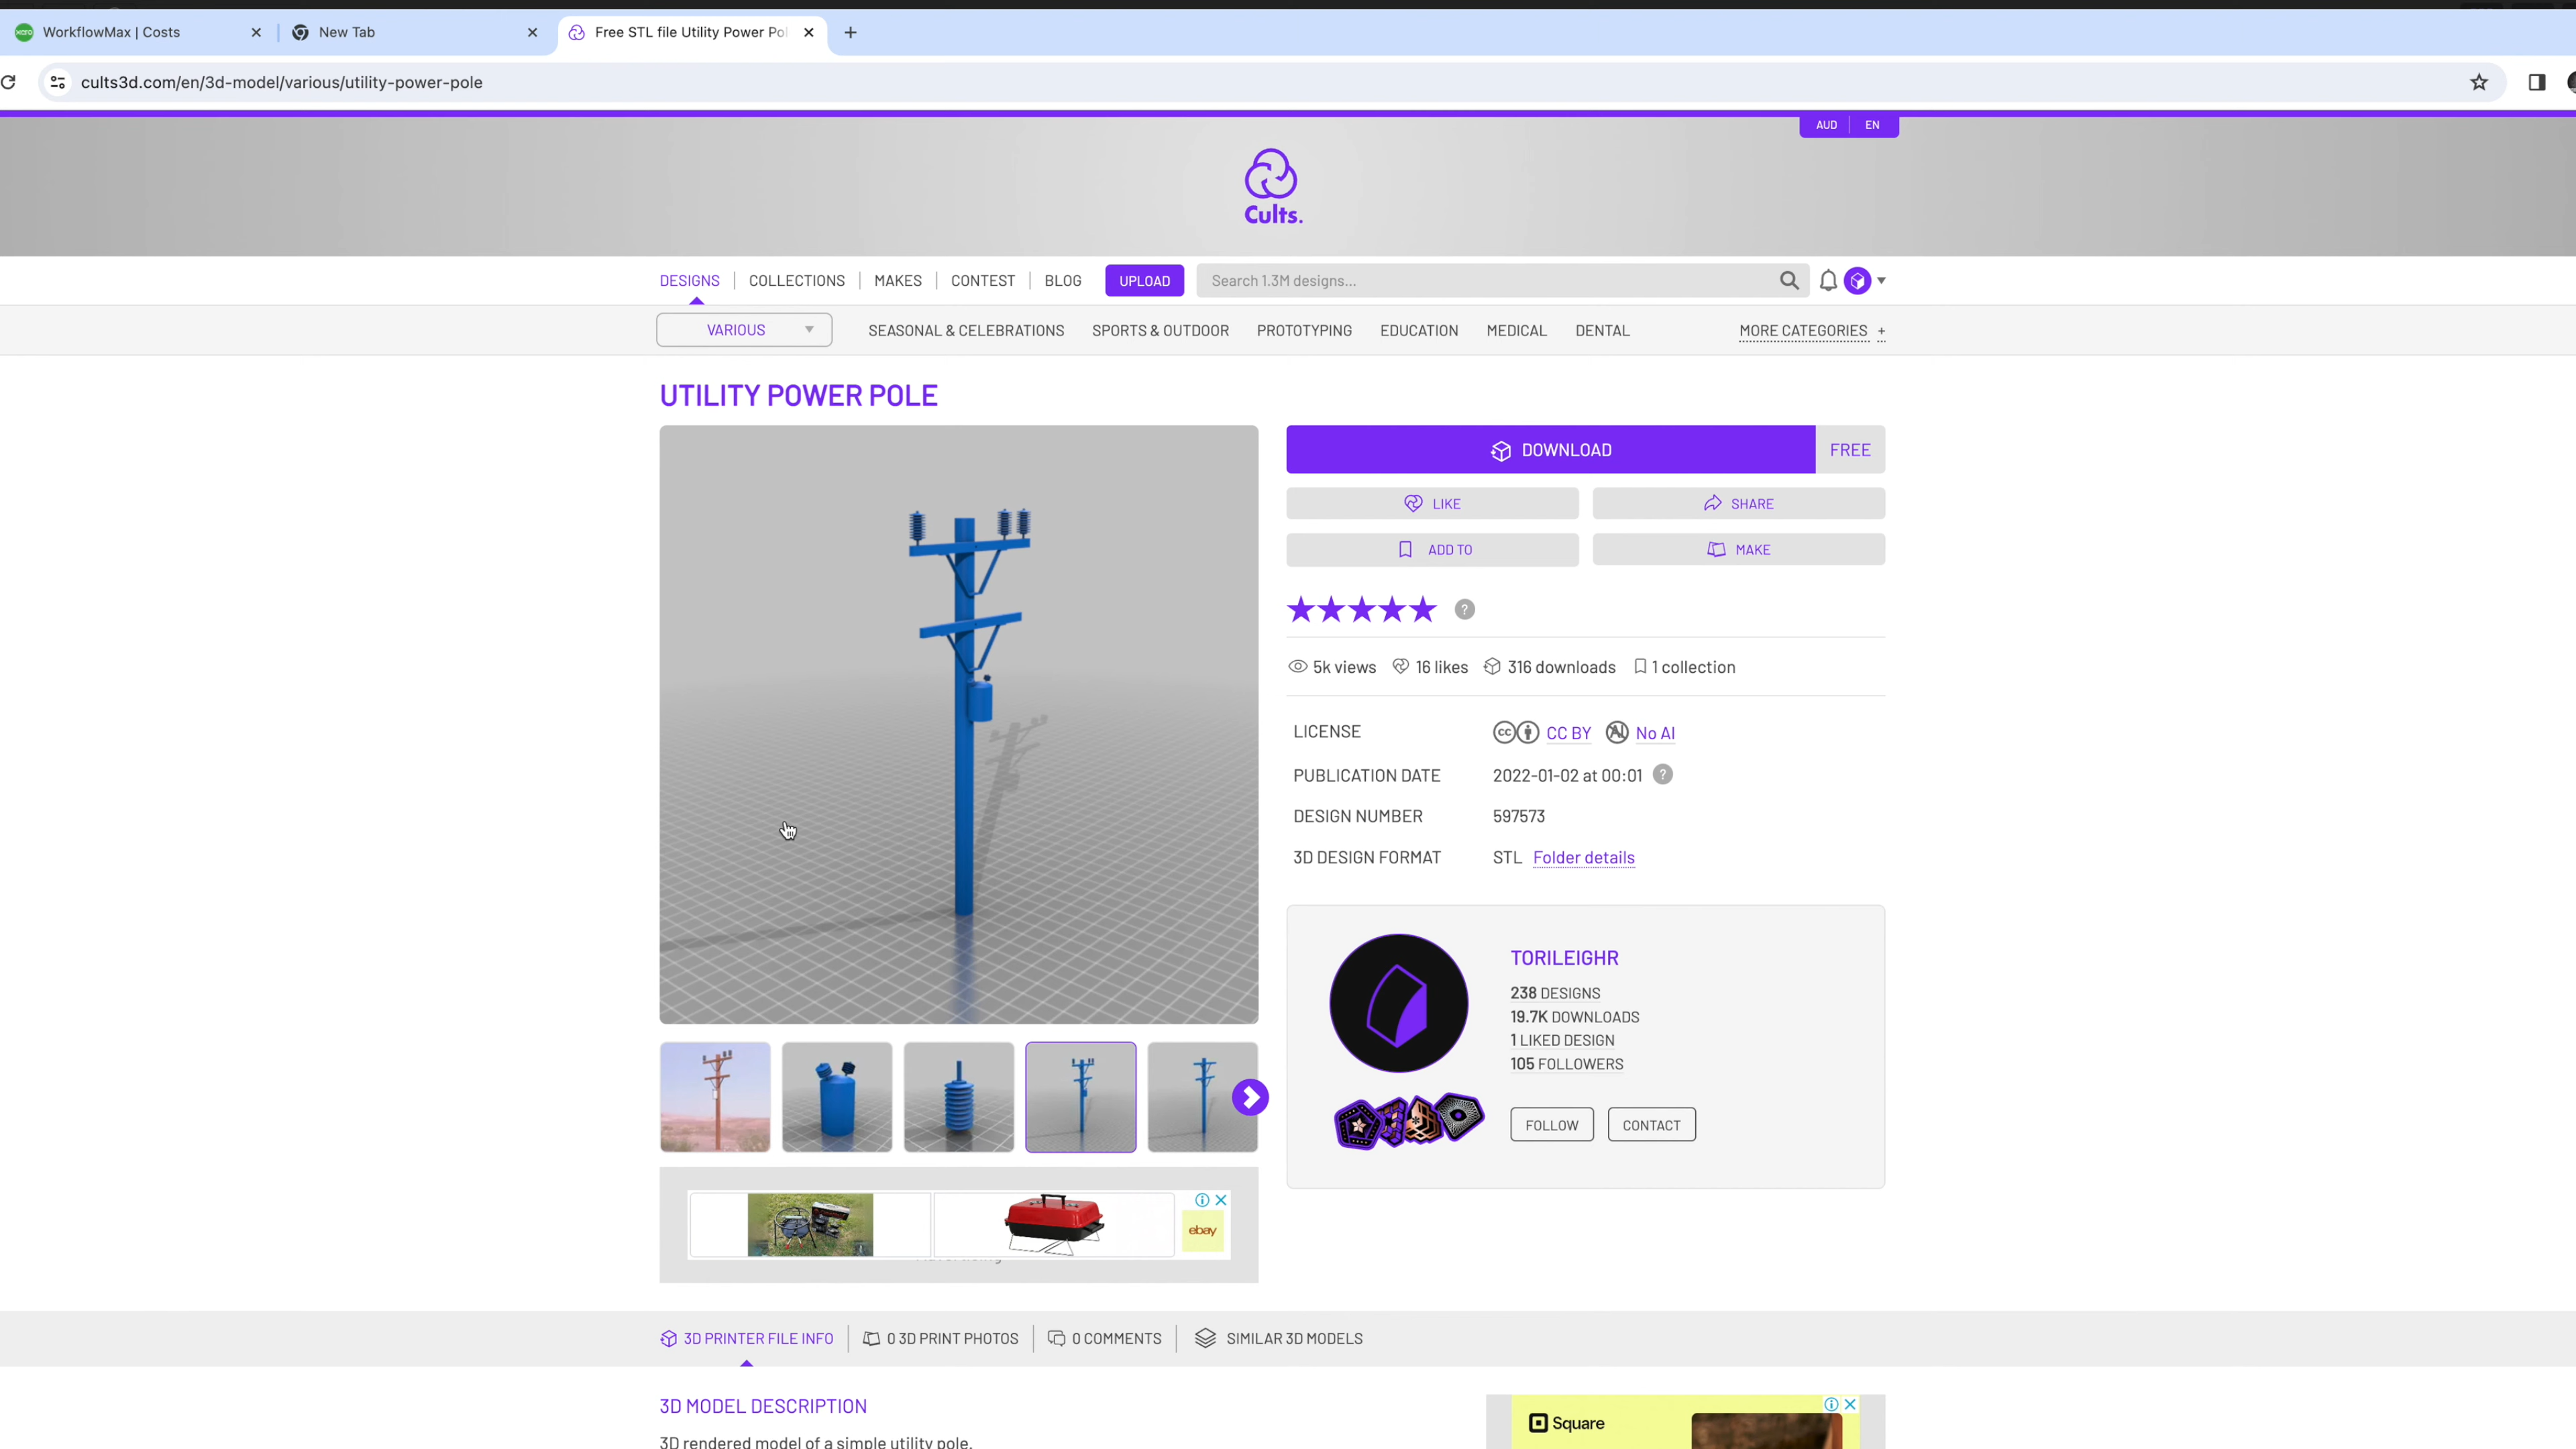 WorkflowMax | Costs
New Tab
Free STL file Utility Power Pol
cults3d.com/en/3d-model/various/utility-power-pole
AUD EN
Cults.
DESIGNS COLLECTIONS MAKES CONTEST BLOG UPLOAD Search 1.3M designs...
VARIOUS SEASONAL & CELEBRATIONS SPORTS & OUTDOOR PROTOTYPING EDUCATION MEDICAL DENTAL MORE CATEGORIES +
UTILITY POWER POLE
DOWNLOAD FREE
LIKE SHARE
ADD TO MAKE
?
5k views 16 likes 316 downloads 1 collection
LICENSE cc CC BY No AI
PUBLICATION DATE 2022-01-02 at 00:01 ?
DESIGN NUMBER 597573
3D DESIGN FORMAT STL Folder details
TORILEIGHR
238 DESIGNS
19.7K DOWNLOADS
1 LIKED DESIGN
105 FOLLOWERS
FOLLOW CONTACT
ebay
3D PRINTER FILE INFO 0 3D PRINT PHOTOS 0 COMMENTS SIMILAR 3D MODELS
3D MODEL DESCRIPTION
3D rendered model of a simple utility pole.
Square